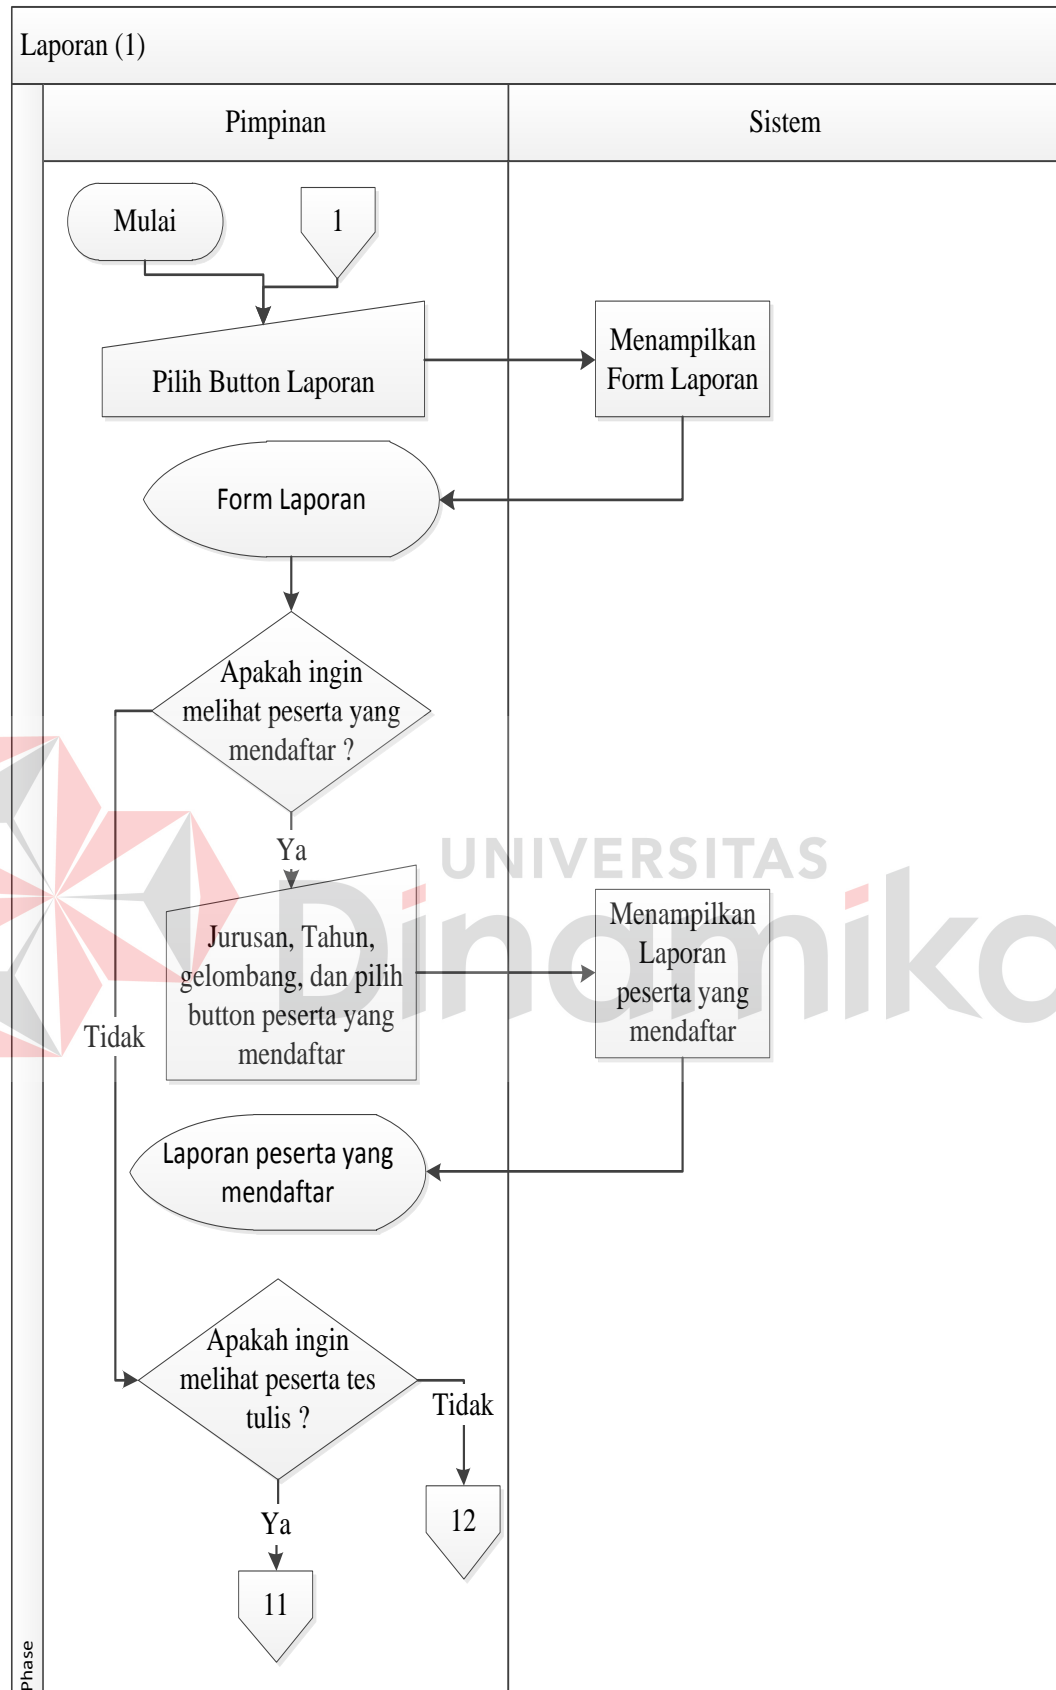 Laporan (1)
Pimpinan
Sistem
Mulai
1
Pilih Button Laporan
Menampilkan
Form Laporan
Form Laporan
Apakah ingin
melihat peserta yang
mendaftar ?
Ya
UNIVERSITAS
Dinamika
Jurusan, Tahun,
gelombang, dan pilih
button peserta yang
mendaftar
Menampilkan
Laporan
peserta yang
mendaftar
Tidak
Laporan peserta yang
mendaftar
Apakah ingin
melihat peserta tes
tulis ?
Tidak
Ya
12
11
Phase